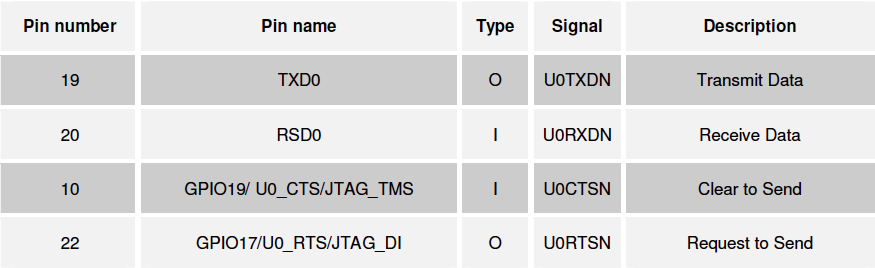 Pin number Pin name Type Signal Description
19 TXD0 O U0TXDN Transmit Data
20 RSD0 I U0RXDN Receive Data
10 GPIO19/ U0_CTS/JTAG_TMS I U0CTSN Clear to Send
22 GPIO17/U0_RTS/JTAG_DI O U0RTSN Request to Send